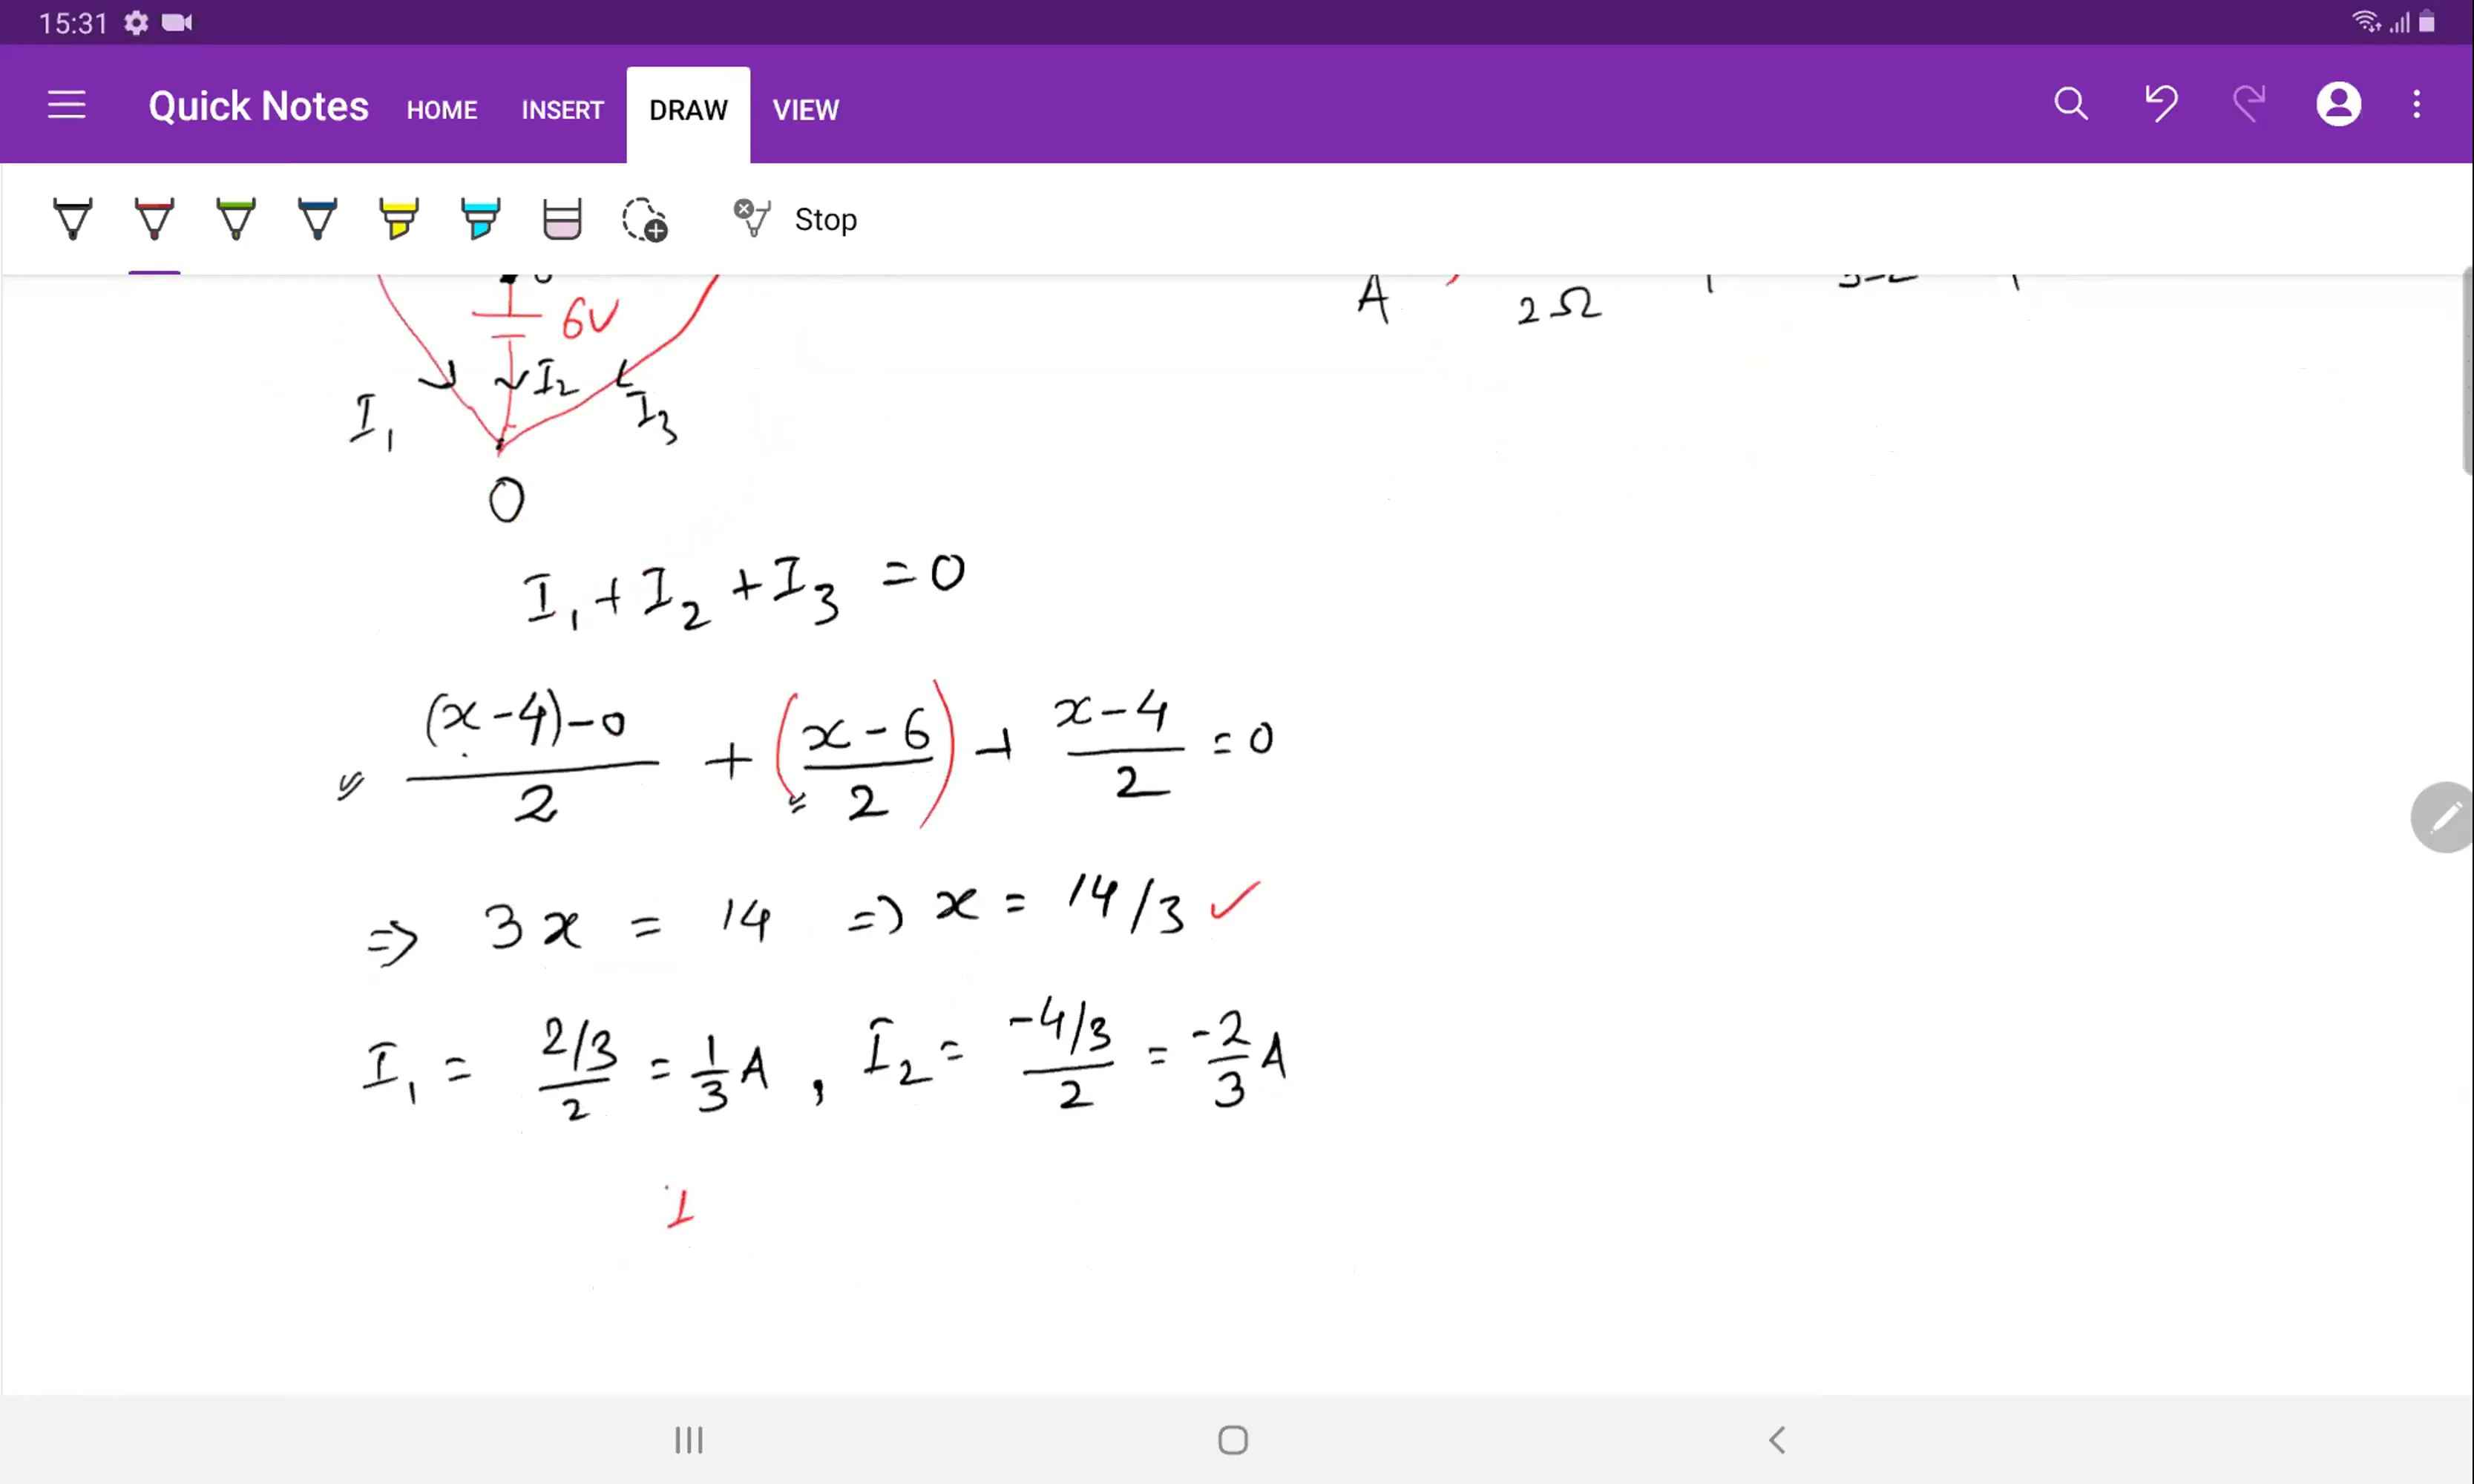 15:31
Quick Notes HOME INSERT DRAW VIEW
Stop
6V
A
2Ω
I₁ I₂ I₃
0
I₁ + I₂ + I₃ = 0
((x-4)-0)/2 + ((x-6)/2) + (x-4)/2 = 0
⇒ 3x = 14 ⇒ x = 14/3 ✓
I₁ = (2/3)/2 = 1/3 A , I₂ = (-4/3)/2 = -2/3 A
I